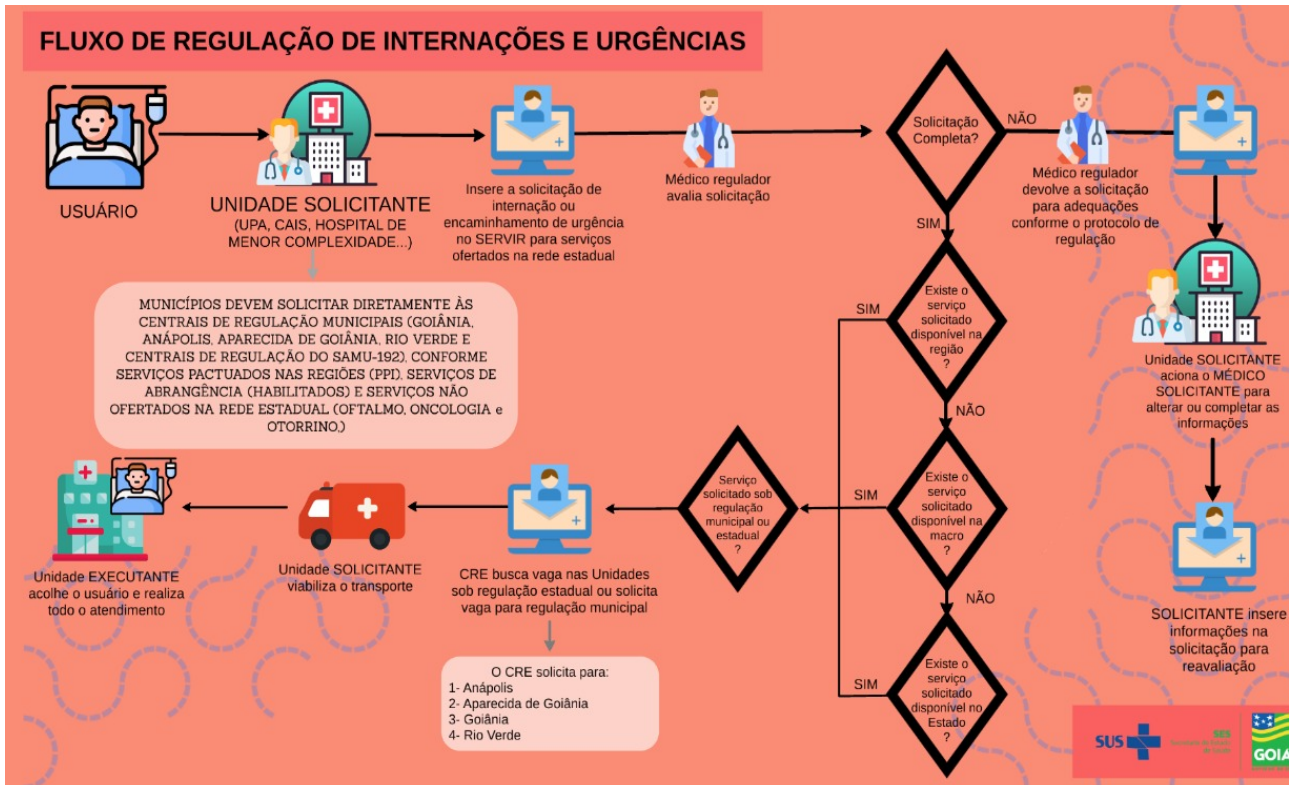 FLUXO DE REGULAÇÃO DE INTERNAÇÕES E URGÊNCIAS
USUÁRIO
UNIDADE SOLICITANTE
(UPA, CAIS, HOSPITAL DE
MENOR COMPLEXIDADE...)
Insere a solicitação de
internação ou
encaminhamento de urgência
no SERVIR para serviços
ofertados na rede estadual
Médico regulador
avalia solicitação
Solicitação
Completa?
NÃO
Médico regulador
devolve a solicitação
para adequações
conforme o protocolo de
regulação
SIM
Unidade SOLICITANTE
aciona o MÉDICO
SOLICITANTE para
alterar ou completar as
informações
SOLICITANTE insere
informações na
solicitação para
reavaliação
MUNICÍPIOS DEVEM SOLICITAR DIRETAMENTE ÀS
CENTRAIS DE REGULAÇÃO MUNICIPAIS (GOIÂNIA,
ANÁPOLIS, APARECIDA DE GOIÂNIA, RIO VERDE E
CENTRAIS DE REGULAÇÃO DO SAMU-192), CONFORME
SERVIÇOS PACTUADOS NAS REGIÕES (PPI). SERVIÇOS DE
ABRANGÊNCIA (HABILITADOS) E SERVIÇOS NÃO
OFERTADOS NA REDE ESTADUAL (OFTALMO, ONCOLOGIA e
OTORRINO,)
Existe o
serviço
solicitado
disponível na
região
?
SIM
NÃO
Existe o
serviço
solicitado
disponível na
macro
?
SIM
NÃO
Existe o
serviço
solicitado
disponível no
Estado
?
SIM
Serviço
solicitado sob
regulação
municipal ou
estadual
?
CRE busca vaga nas Unidades
sob regulação estadual ou solicita
vaga para regulação municipal
O CRE solicita para:
1- Anápolis
2- Aparecida de Goiânia
3- Goiânia
4- Rio Verde
Unidade SOLICITANTE
viabiliza o transporte
Unidade EXECUTANTE
acolhe o usuário e realiza
todo o atendimento
SUS
SES
GOIÁ